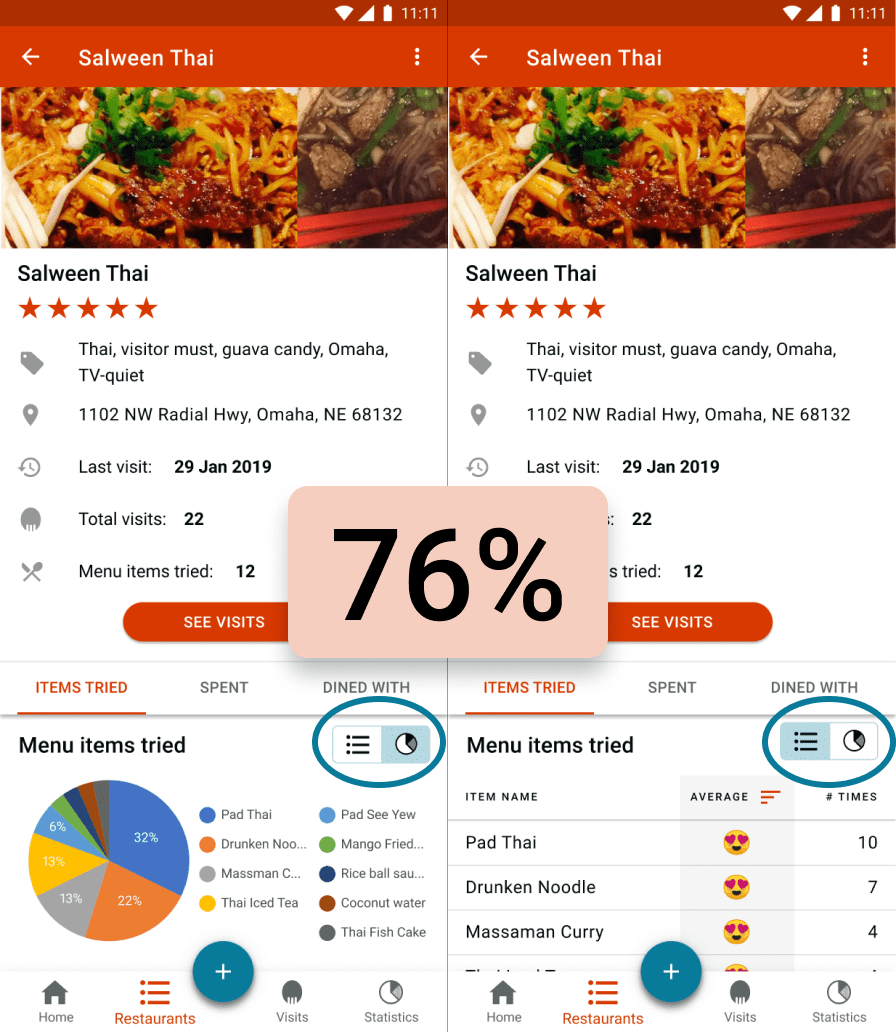 11:11
Salween Thai
Salween Thai
Thai, visitor must, guava candy, Omaha,
TV-quiet
1102 NW Radial Hwy, Omaha, NE 68132
Last visit: 29 Jan 2019
Total visits: 22
Menu items tried: 12
SEE VISITS
ITEMS TRIED SPENT DINED WITH
Menu items tried
32%
22%
13%
13%
6%
Pad Thai
Drunken Noo...
Massman C...
Thai Iced Tea
Pad See Yew
Mango Fried...
Rice ball sau...
Coconut water
Thai Fish Cake
+
Home Restaurants Visits Statistics
76%
11:11
Salween Thai
Salween Thai
Thai, visitor must, guava candy, Omaha,
TV-quiet
1102 NW Radial Hwy, Omaha, NE 68132
Last visit: 29 Jan 2019
s: 22
s tried: 12
SEE VISITS
ITEMS TRIED SPENT DINED WITH
Menu items tried
ITEM NAME AVERAGE # TIMES
Pad Thai 10
Drunken Noodle 7
Massaman Curry 4
+
Home Restaurants Visits Statistics